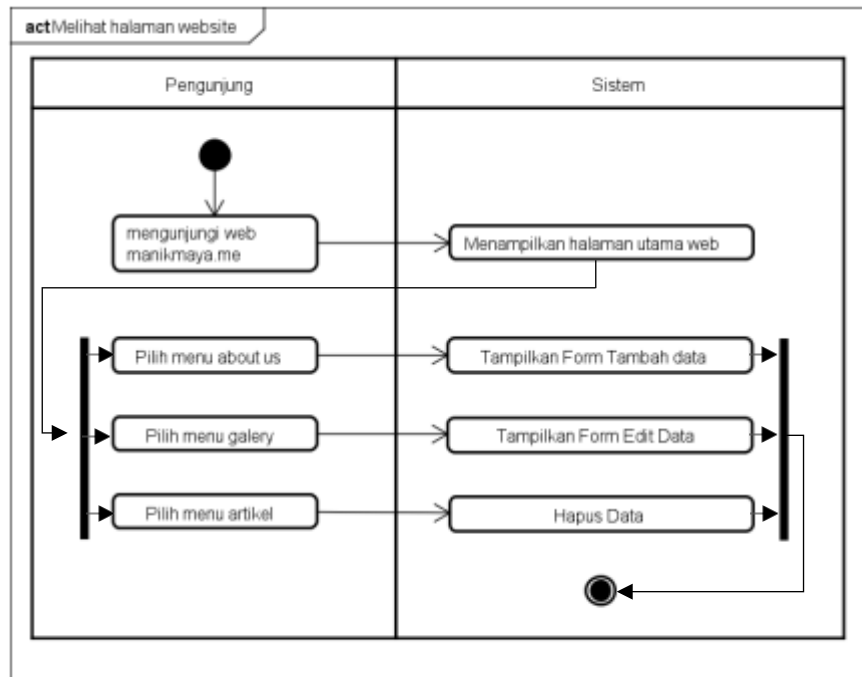 act Melihat halaman website
Pengunjung
Sistem
mengunjungi web
manikmaya.me
Menampilkan halaman utama web
Pilih menu about us
Tampilkan Form Tambah data
Pilih menu galery
Tampilkan Form Edit Data
Pilih menu artikel
Hapus Data